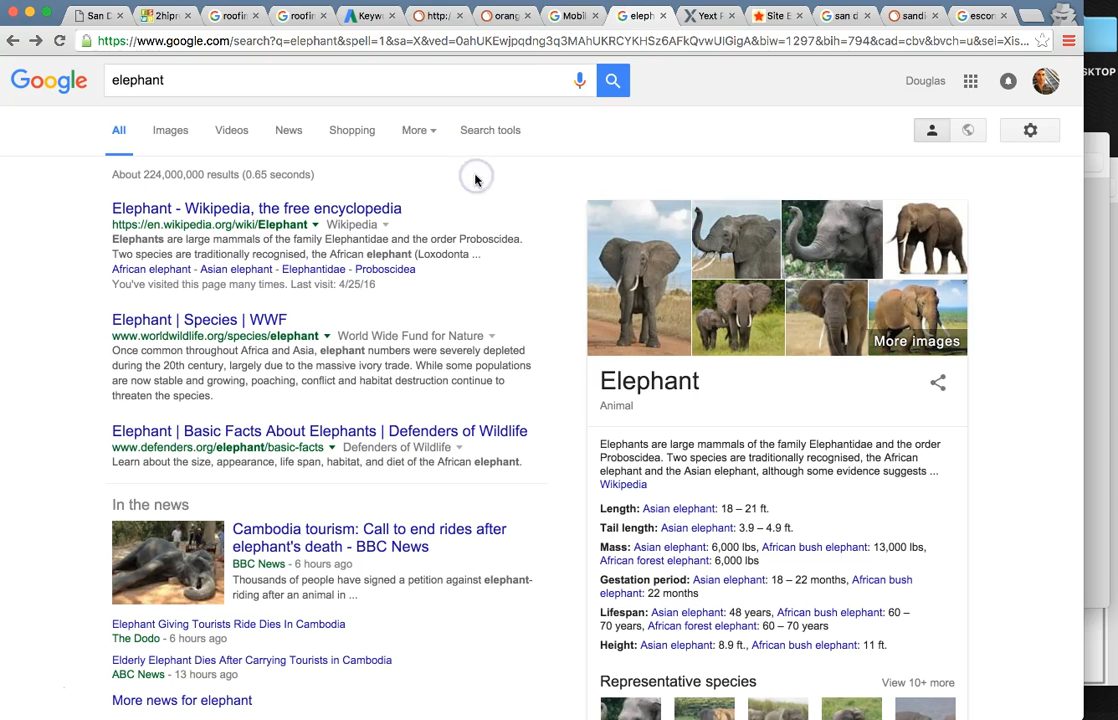 San D
2hipro
roofin
roofin
Keywo
http:/
orang
Mobil
eleph
Yext F
Site E
san d
sandi
escon
https://www.google.com/search?q=elephant&spell=1&sa=X&ved=0ahUKEwjpqdng3q3MAhUKRCYKHSz6AFkQvwUIGigA&biw=1297&bih=794&cad=cbv&bvch=u&sei=Xis...
SKTOP
Google
elephant
Douglas
All
Images
Videos
News
Shopping
More
Search tools
About 224,000,000 results (0.65 seconds)
Elephant - Wikipedia, the free encyclopedia
https://en.wikipedia.org/wiki/Elephant Wikipedia
Elephants are large mammals of the family Elephantidae and the order Proboscidea.
Two species are traditionally recognised, the African elephant (Loxodonta ...
African elephant - Asian elephant - Elephantidae - Proboscidea
You've visited this page many times. Last visit: 4/25/16
Elephant | Species | WWF
www.worldwildlife.org/species/elephant World Wide Fund for Nature
Once common throughout Africa and Asia, elephant numbers were severely depleted
during the 20th century, largely due to the massive ivory trade. While some populations
are now stable and growing, poaching, conflict and habitat destruction continue to
threaten the species.
Elephant | Basic Facts About Elephants | Defenders of Wildlife
www.defenders.org/elephant/basic-facts Defenders of Wildlife
Learn about the size, appearance, life span, habitat, and diet of the African elephant.
In the news
Cambodia tourism: Call to end rides after
elephant's death - BBC News
BBC News - 6 hours ago
Thousands of people have signed a petition against elephant-
riding after an animal in ...
Elephant Giving Tourists Ride Dies In Cambodia
The Dodo - 6 hours ago
Elderly Elephant Dies After Carrying Tourists in Cambodia
ABC News - 13 hours ago
More news for elephant
More images
Elephant
Animal
Elephants are large mammals of the family Elephantidae and the order
Proboscidea. Two species are traditionally recognised, the African
elephant and the Asian elephant, although some evidence suggests ...
Wikipedia
Length: Asian elephant: 18 – 21 ft.
Tail length: Asian elephant: 3.9 – 4.9 ft.
Mass: Asian elephant: 6,000 lbs, African bush elephant: 13,000 lbs,
African forest elephant: 6,000 lbs
Gestation period: Asian elephant: 18 – 22 months, African bush
elephant: 22 months
Lifespan: Asian elephant: 48 years, African bush elephant: 60 –
70 years, African forest elephant: 60 – 70 years
Height: Asian elephant: 8.9 ft., African bush elephant: 11 ft.
Representative species
View 10+ more